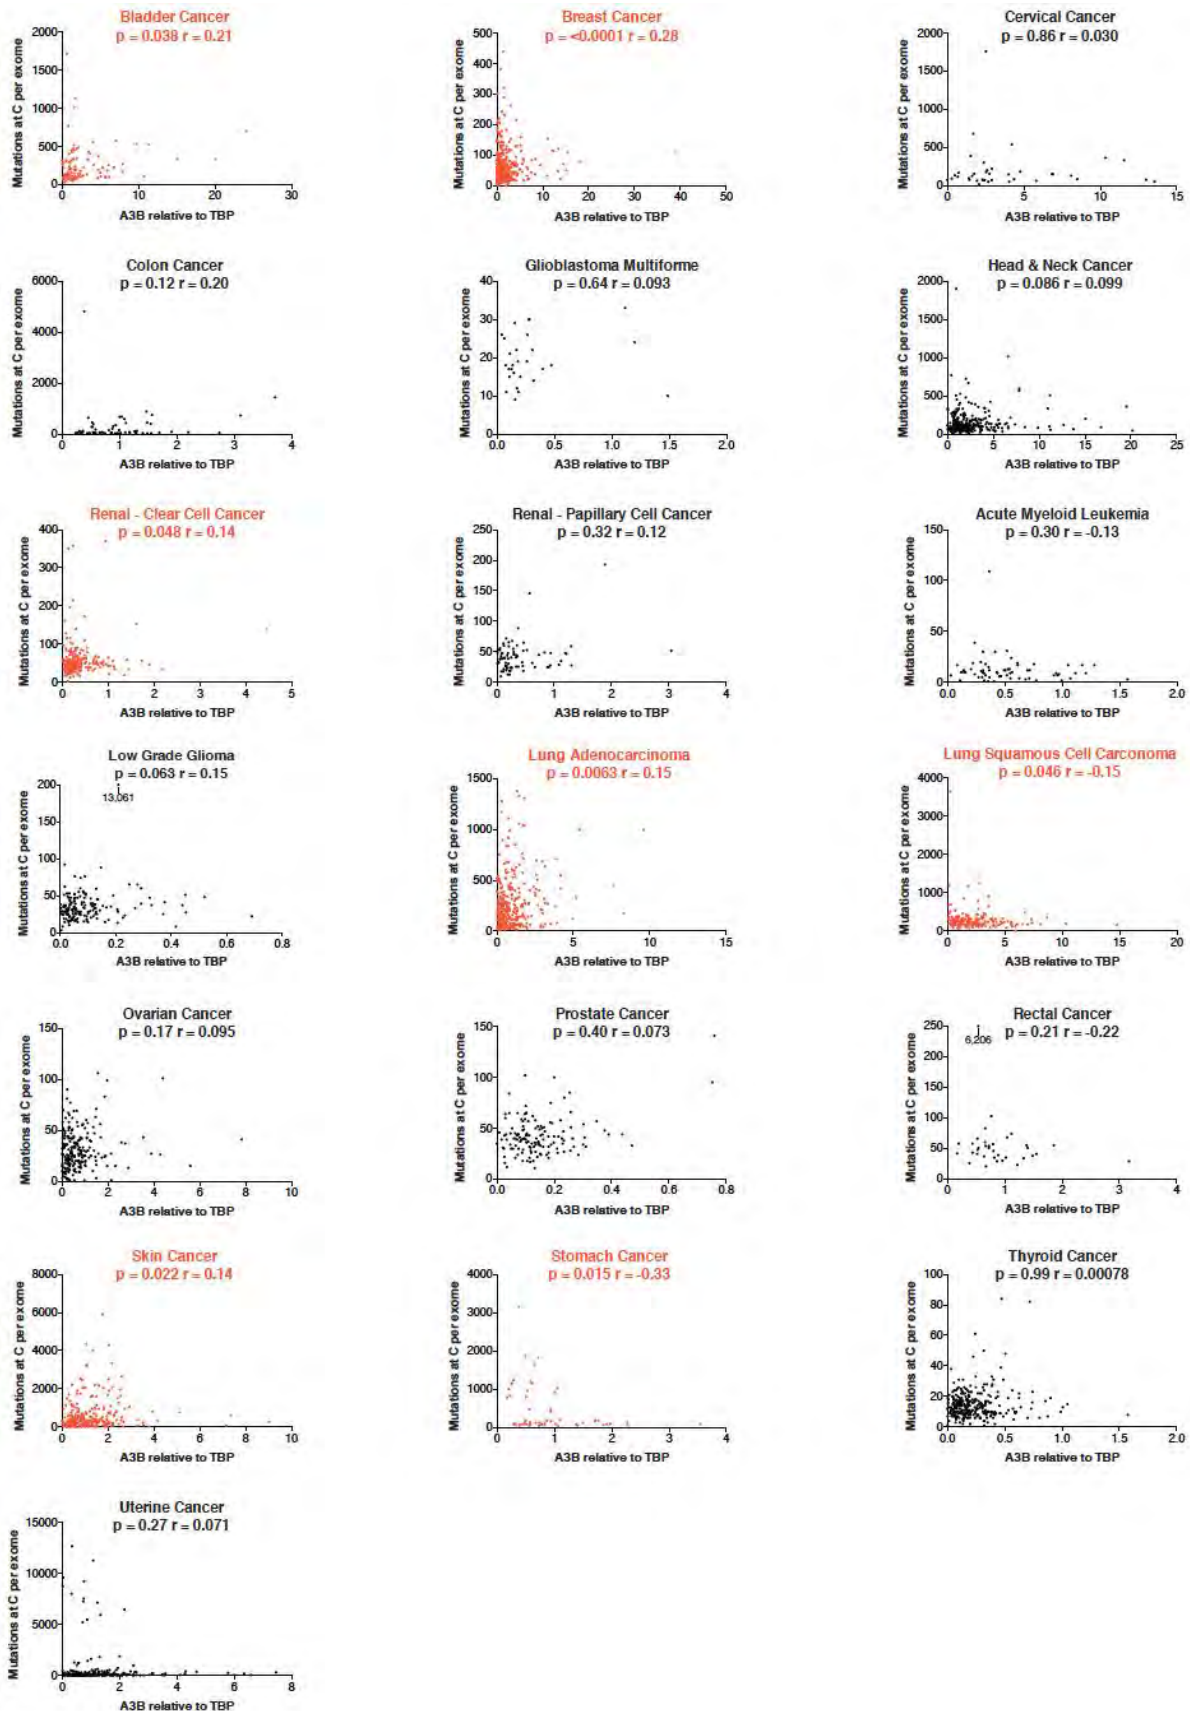 Bladder Cancer
p = 0.038 r = 0.21
2000
1500
1000
500
0
Mutations at C per exome
0 10 20 30
A3B relative to TBP
Breast Cancer
p = <0.0001 r = 0.28
500
400
300
200
100
0
Mutations at C per exome
0 10 20 30 40 50
A3B relative to TBP
Cervical Cancer
p = 0.86 r = 0.030
2000
1500
1000
500
0
Mutations at C per exome
0 5 10 15
A3B relative to TBP
Colon Cancer
p = 0.12 r = 0.20
6000
4000
2000
0
Mutations at C per exome
0 1 2 3 4
A3B relative to TBP
Glioblastoma Multiforme
p = 0.64 r = 0.093
40
30
20
10
0
Mutations at C per exome
0.0 0.5 1.0 1.5 2.0
A3B relative to TBP
Head & Neck Cancer
p = 0.086 r = 0.099
2000
1500
1000
500
0
Mutations at C per exome
0 5 10 15 20 25
A3B relative to TBP
Renal - Clear Cell Cancer
p = 0.048 r = 0.14
400
300
200
100
0
Mutations at C per exome
0 1 2 3 4 5
A3B relative to TBP
Renal - Papillary Cell Cancer
p = 0.32 r = 0.12
250
200
150
100
50
0
Mutations at C per exome
0 1 2 3 4
A3B relative to TBP
Acute Myeloid Leukemia
p = 0.30 r = -0.13
150
100
50
0
Mutations at C per exome
0.0 0.5 1.0 1.5 2.0
A3B relative to TBP
Low Grade Glioma
p = 0.063 r = 0.15
200
13,061
150
100
50
0
Mutations at C per exome
0.0 0.2 0.4 0.6 0.8
A3B relative to TBP
Lung Adenocarcinoma
p = 0.0063 r = 0.15
1500
1000
500
0
Mutations at C per exome
0 5 10 15
A3B relative to TBP
Lung Squamous Cell Carconoma
p = 0.046 r = -0.15
4000
3000
2000
1000
0
Mutations at C per exome
0 5 10 15 20
A3B relative to TBP
Ovarian Cancer
p = 0.17 r = 0.095
150
100
50
0
Mutations at C per exome
0 2 4 6 8 10
A3B relative to TBP
Prostate Cancer
p = 0.40 r = 0.073
150
100
50
0
Mutations at C per exome
0.0 0.2 0.4 0.6 0.8
A3B relative to TBP
Rectal Cancer
p = 0.21 r = -0.22
250
6,206
200
150
100
50
0
Mutations at C per exome
0 1 2 3 4
A3B relative to TBP
Skin Cancer
p = 0.022 r = 0.14
8000
6000
4000
2000
0
Mutations at C per exome
0 2 4 6 8 10
A3B relative to TBP
Stomach Cancer
p = 0.015 r = -0.33
4000
3000
2000
1000
0
Mutations at C per exome
0 1 2 3 4
A3B relative to TBP
Thyroid Cancer
p = 0.99 r = 0.00078
100
80
60
40
20
0
Mutations at C per exome
0.0 0.5 1.0 1.5 2.0
A3B relative to TBP
Uterine Cancer
p = 0.27 r = 0.071
15000
10000
5000
0
Mutations at C per exome
0 2 4 6 8
A3B relative to TBP